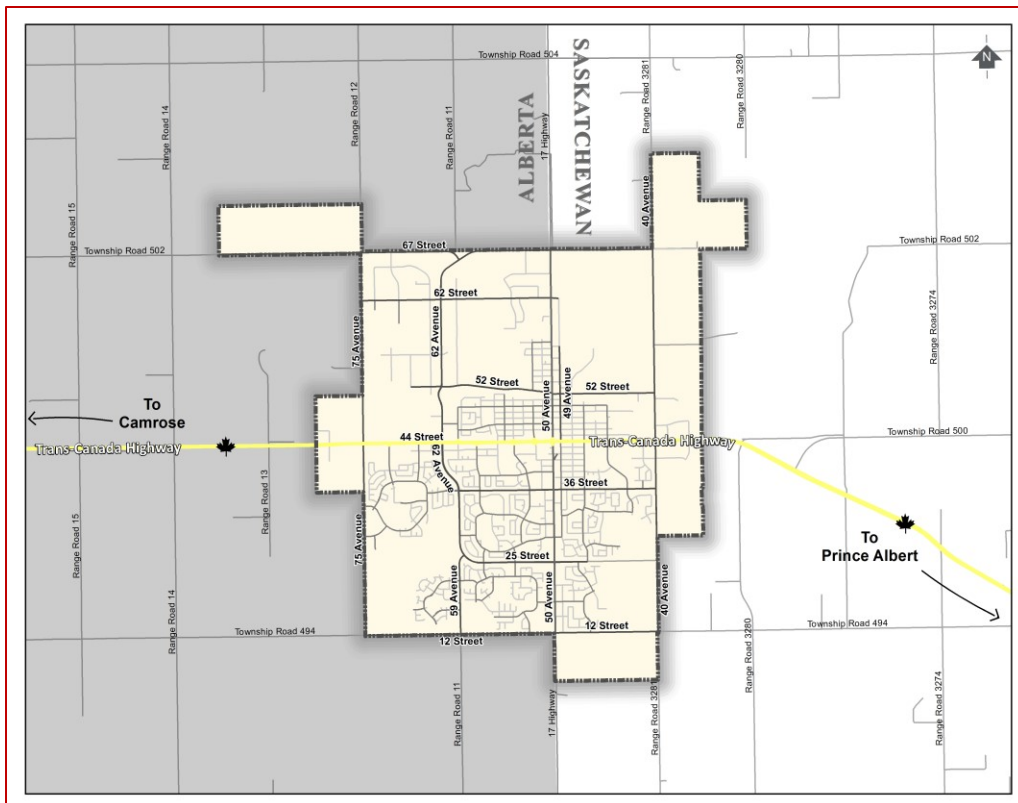 Township Road 504
N
SASKATCHEWAN
ALBERTA
Range Road 14
Range Road 12
Range Road 11
17 Highway
Range Road 3281
Range Road 3280
Range Road 15
40 Avenue
Township Road 502
67 Street
Township Road 502
62 Street
62 Avenue
75 Avenue
Range Road 3274
52 Street
50 Avenue
49 Avenue
52 Street
To
Camrose
Trans-Canada Highway
44 Street
Trans-Canada Highway
Township Road 500
62 Avenue
36 Street
Range Road 13
Range Road 15
75 Avenue
To
Prince Albert
25 Street
59 Avenue
50 Avenue
40 Avenue
Range Road 14
Township Road 494
12 Street
12 Street
Township Road 494
Range Road 3280
Range Road 11
17 Highway
Range Road 3281
Range Road 3274